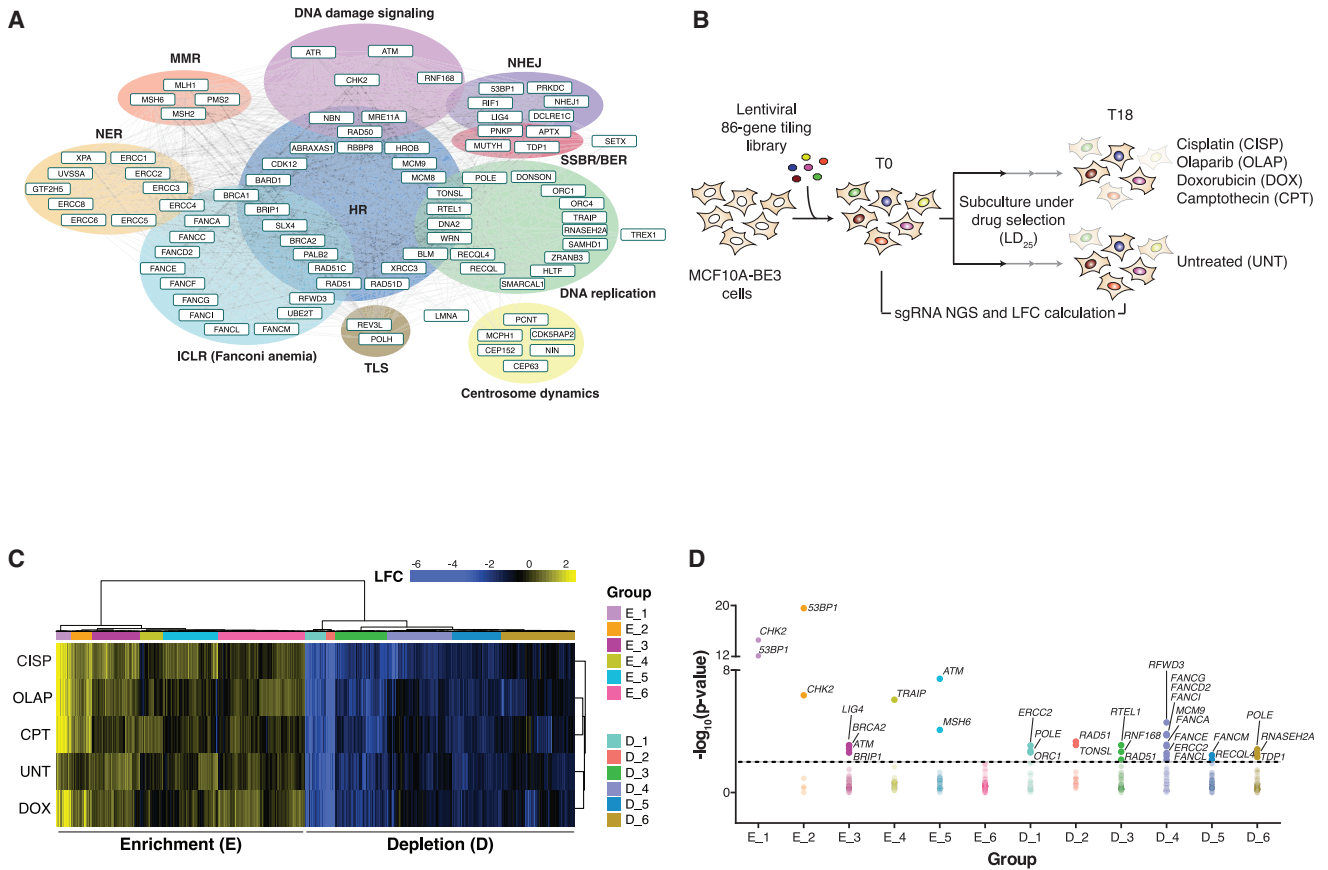 A
DNA damage signaling
ATR
ATM
CHK2
RNF168
MMR
MLH1
MSH6
PMS2
MSH2
NHEJ
53BP1
PRKDC
RIF1
NHEJ1
LIG4
DCLRE1C
PNKP
APTX
MUTYH
TDP1
SSBR/BER
SETX
NER
XPA
ERCC1
UVSSA
ERCC2
GTF2H5
ERCC3
ERCC8
ERCC4
ERCC6
ERCC5
NBN
MRE11A
RAD50
ABRAXAS1
RBBP8
HROB
CDK12
MCM9
BARD1
MCM8
BRCA1
HR
BRIP1
SLX4
BRCA2
PALB2
RAD51C
RAD51
RAD51D
XRCC3
BLM
TONSL
RTEL1
DNA2
WRN
RECQL4
RECQL
POLE
DONSON
ORC1
ORC4
TRAIP
RNASEH2A
SAMHD1
ZRANB3
HLTF
SMARCAL1
TREX1
DNA replication
FANCA
FANCC
FANCD2
FANCE
FANCF
FANCG
FANCI
FANCL
FANCM
RFWD3
UBE2T
ICLR (Fanconi anemia)
REV3L
POLH
TLS
LMNA
PCNT
MCPH1
CDK5RAP2
CEP152
NIN
CEP63
Centrosome dynamics
B
Lentiviral
86-gene tiling
library
MCF10A-BE3
cells
T0
Subculture under
drug selection
(LD25)
T18
Cisplatin (CISP)
Olaparib (OLAP)
Doxorubicin (DOX)
Camptothecin (CPT)
Untreated (UNT)
sgRNA NGS and LFC calculation
C
LFC
-6 -4 -2 0 2
CISP
OLAP
CPT
UNT
DOX
Enrichment (E)
Depletion (D)
Group
E_1
E_2
E_3
E_4
E_5
E_6
D_1
D_2
D_3
D_4
D_5
D_6
D
-log10(p-value)
20
12
8
0
CHK2
53BP1
53BP1
CHK2
LIG4
BRCA2
ATM
BRIP1
TRAIP
ATM
MSH6
ERCC2
POLE
ORC1
RAD51
TONSL
RTEL1
RNF168
RAD51
RFWD3
FANCG
FANCD2
FANCI
MCM9
FANCA
FANCE
ERCC2
FANCL
FANCM
RECQL4
POLE
RNASEH2A
TDP1
E_1 E_2 E_3 E_4 E_5 E_6 D_1 D_2 D_3 D_4 D_5 D_6
Group